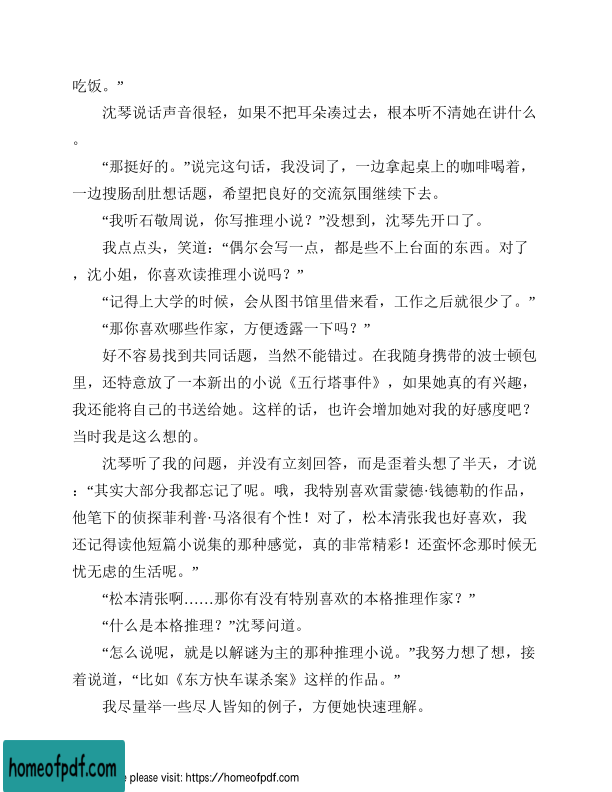 吃饭。”
沈琴说话声音很轻，如果不把耳朵凑过去，根本听不清她在讲什么
。
“那挺好的。”说完这句话，我没词了，一边拿起桌上的咖啡喝着，
一边搜肠刮肚想话题，希望把良好的交流氛围继续下去。
“我听石敬周说，你写推理小说？”没想到，沈琴先开口了。
我点点头，笑道：“偶尔会写一点，都是些不上台面的东西。对了
，沈小姐，你喜欢读推理小说吗？”
“记得上大学的时候，会从图书馆里借来看，工作之后就很少了。”
“那你喜欢哪些作家，方便透露一下吗？”
好不容易找到共同话题，当然不能错过。在我随身携带的波士顿包
里，还特意放了一本新出的小说《五行塔事件》，如果她真的有兴趣，
我还能将自己的书送给她。这样的话，也许会增加她对我的好感度吧？
当时我是这么想的。
沈琴听了我的问题，并没有立刻回答，而是歪着头想了半天，才说
：“其实大部分我都忘记了呢。哦，我特别喜欢雷蒙德·钱德勒的作品，
他笔下的侦探菲利普·马洛很有个性！对了，松本清张我也好喜欢，我
还记得读他短篇小说集的那种感觉，真的非常精彩！还蛮怀念那时候无
忧无虑的生活呢。”
“松本清张啊……那你有没有特别喜欢的本格推理作家？”
“什么是本格推理？”沈琴问道。
“怎么说呢，就是以解谜为主的那种推理小说。”我努力想了想，接
着说道，“比如《东方快车谋杀案》这样的作品。”
我尽量举一些尽人皆知的例子，方便她快速理解。
homeofpdf.com
e please visit: https://homeofpdf.com